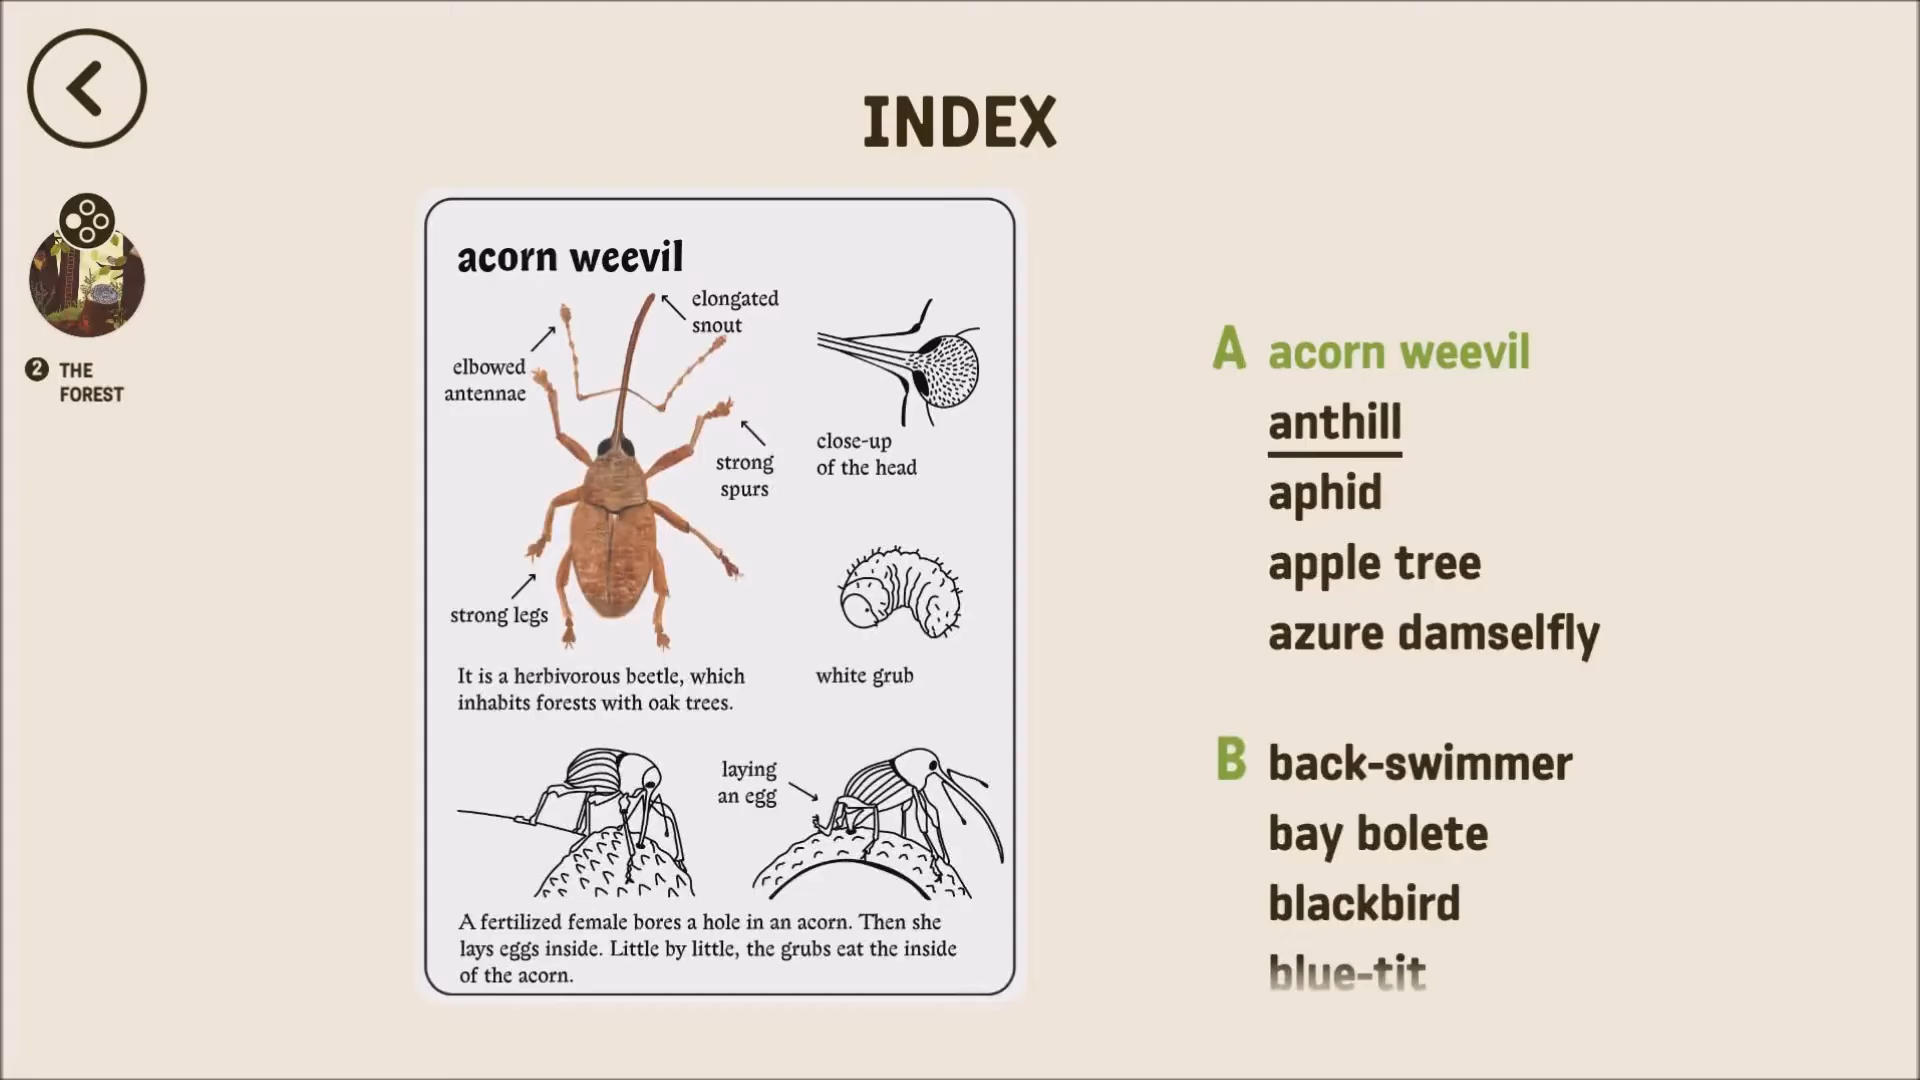 INDEX
2 THE
FOREST
acorn weevil
elongated
snout
elbowed
antennae
strong
spurs
close-up
of the head
strong legs
It is a herbivorous beetle, which
inhabits forests with oak trees.
white grub
laying
an egg
A fertilized female bores a hole in an acorn. Then she
lays eggs inside. Little by little, the grubs eat the inside
of the acorn.
A acorn weevil
anthill
aphid
apple tree
azure damselfly
B back-swimmer
bay bolete
blackbird
blue-tit